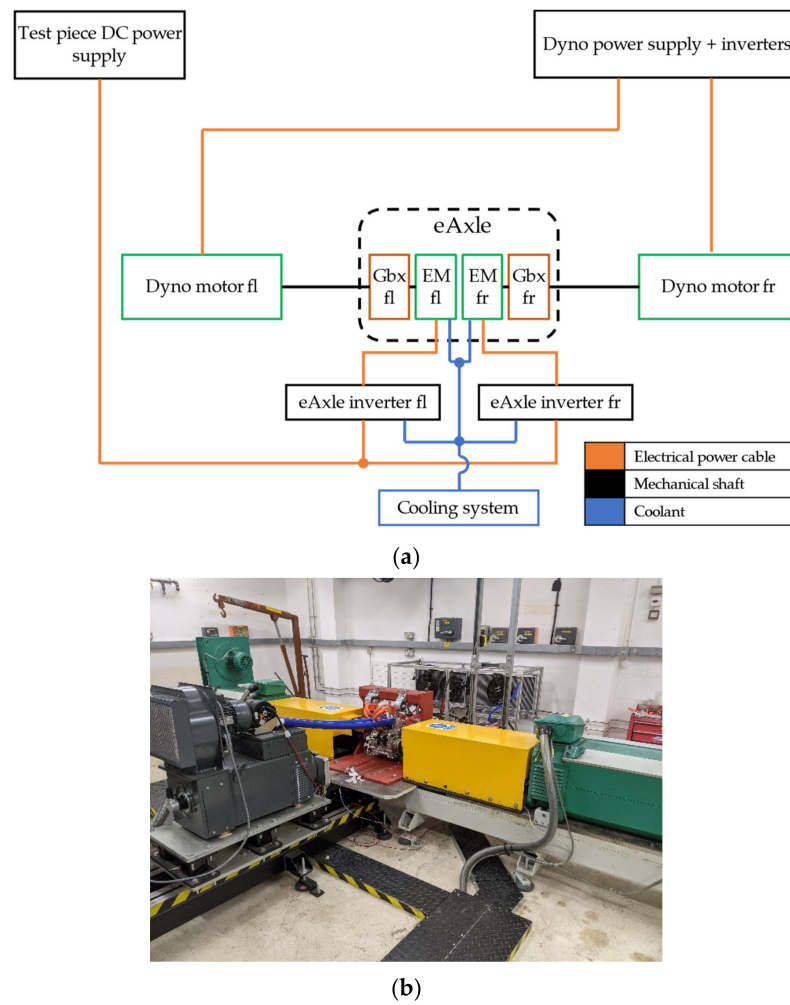 Test piece DC power
supply
Dyno power supply + inverters
eAxle
Dyno motor fl
Gbx
fl
EM
fl
EM
fr
Gbx
fr
Dyno motor fr
eAxle inverter fl
eAxle inverter fr
Electrical power cable
Mechanical shaft
Coolant
Cooling system
(a)
(b)